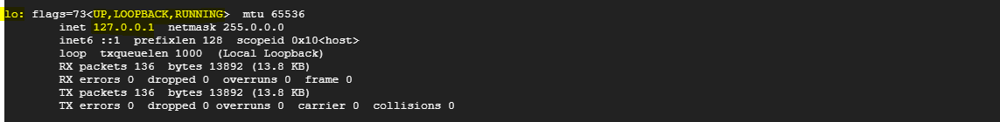 lo: flags=73<UP,LOOPBACK,RUNNING>  mtu 65536
inet 127.0.0.1  netmask 255.0.0.0
inet6 ::1  prefixlen 128  scopeid 0x10<host>
loop  txqueuelen 1000  (Local Loopback)
RX packets 136  bytes 13892 (13.8 KB)
RX errors 0  dropped 0  overruns 0  frame 0
TX packets 136  bytes 13892 (13.8 KB)
TX errors 0  dropped 0 overruns 0  carrier 0  collisions 0